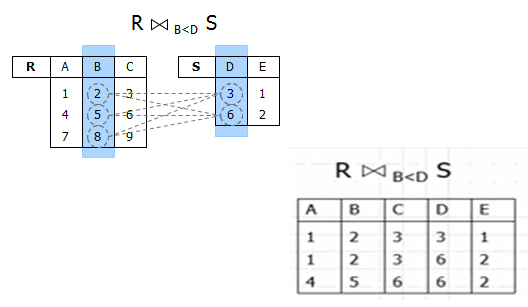 R ⋈ B<D S
R A B C S D E
1 2 3 3 1
4 5 6 6 2
7 8 9
R ⋈ B<D S
A B C D E
1 2 3 3 1
1 2 3 6 2
4 5 6 6 2